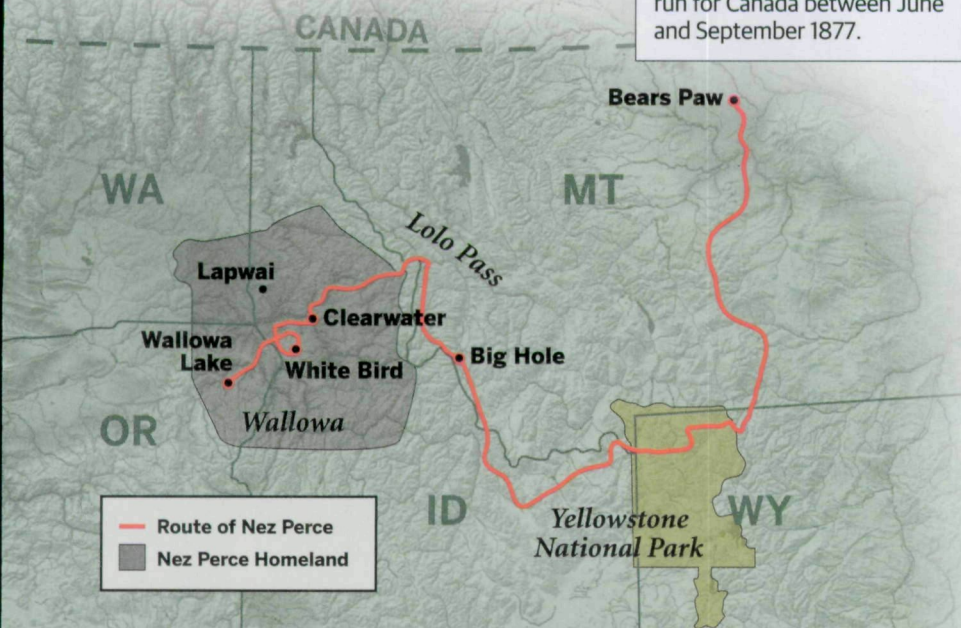 run for Canada between June
and September 1877.
CANADA
Bears Paw
WA
MT
Lolo Pass
Lapwai
Clearwater
Wallowa
Lake
White Bird
Big Hole
Wallowa
OR
ID
WY
Yellowstone
National Park
Route of Nez Perce
Nez Perce Homeland